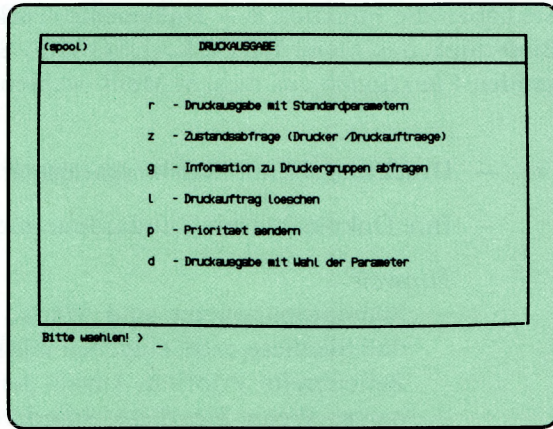 (spool) DRUCKAUSGABE
r - Druckausgabe mit Standardparametern
z - Zustandsabfrage (Drucker /Druckauftraege)
g - Information zu Druckergruppen abfragen
l - Druckauftrag loeschen
p - Prioritaet aendern
d - Druckausgabe mit Wahl der Parameter
Bitte waehlen! > _